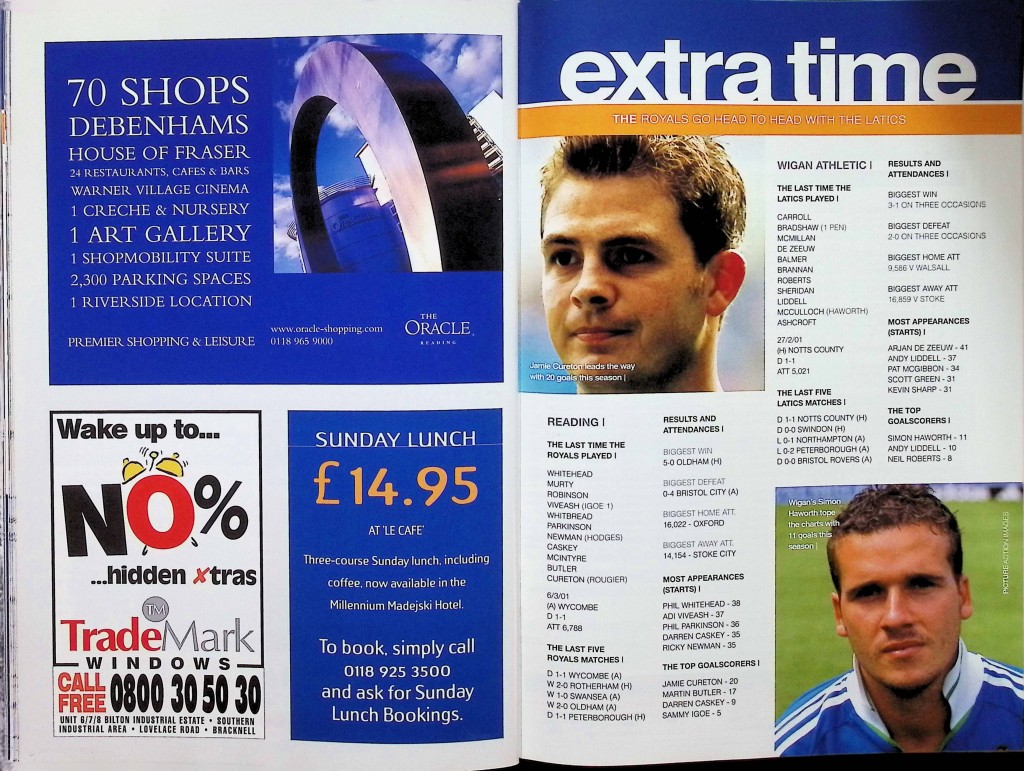 70 SHOPS
DEBENHAMS
HOUSE OF FRASER
24 RESTAURANTS, CAFES & BARS
WARNER VILLAGE CINEMA
1 CRECHE & NURSERY
1 ART GALLERY
1 SHOPMOBILITY SUITE
2,300 PARKING SPACES
1 RIVERSIDE LOCATION
PREMIER SHOPPING & LEISURE
www.oracle-shopping.com
0118 965 9000
THE
ORACLE
READING
Wake up to...
NO%
...hidden xtras
TM
TradeMark
WINDOWS
CALL
FREE 0800 30 50 30
UNIT 6/7/8 BILTON INDUSTRIAL ESTATE • SOUTHERN
INDUSTRIAL AREA • LOVELACE ROAD • BRACKNELL
SUNDAY LUNCH
£14.95
AT 'LE CAFE'
Three-course Sunday lunch, including
coffee, now available in the
Millennium Madejski Hotel.
To book, simply call
0118 925 3500
and ask for Sunday
Lunch Bookings.
extra time
THE ROYALS GO HEAD TO HEAD WITH THE LATICS
Jamie Cureton leads the way
with 20 goals this season |
READING |
THE LAST TIME THE
ROYALS PLAYED |
WHITEHEAD
MURTY
ROBINSON
VIVEASH (IGOE 1)
WHITBREAD
PARKINSON
NEWMAN (HODGES)
CASKEY
MCINTYRE
BUTLER
CURETON (ROUGIER)
6/3/01
(A) WYCOMBE
D 1-1
ATT 6,788
THE LAST FIVE
ROYALS MATCHES |
D 1-1 WYCOMBE (A)
W 2-0 ROTHERHAM (H)
W 1-0 SWANSEA (A)
W 2-0 OLDHAM (A)
D 1-1 PETERBOROUGH (H)
RESULTS AND
ATTENDANCES |
BIGGEST WIN
5-0 OLDHAM (H)
BIGGEST DEFEAT
0-4 BRISTOL CITY (A)
BIGGEST HOME ATT.
16,022 - OXFORD
BIGGEST AWAY ATT.
14,154 - STOKE CITY
MOST APPEARANCES
(STARTS) |
PHIL WHITEHEAD - 38
ADI VIVEASH - 37
PHIL PARKINSON - 36
DARREN CASKEY - 35
RICKY NEWMAN - 35
THE TOP GOALSCORERS |
JAMIE CURETON - 20
MARTIN BUTLER - 17
DARREN CASKEY - 9
SAMMY IGOE - 5
WIGAN ATHLETIC |
THE LAST TIME THE
LATICS PLAYED |
CARROLL
BRADSHAW (1 PEN)
MCMILLAN
DE ZEEUW
BALMER
BRANNAN
ROBERTS
SHERIDAN
LIDDELL
MCCULLOCH (HAWORTH)
ASHCROFT
27/2/01
(H) NOTTS COUNTY
D 1-1
ATT 5,021
THE LAST FIVE
LATICS MATCHES |
D 1-1 NOTTS COUNTY (H)
D 0-0 SWINDON (H)
L 0-1 NORTHAMPTON (A)
L 0-2 PETERBOROUGH (A)
D 0-0 BRISTOL ROVERS (A)
RESULTS AND
ATTENDANCES |
BIGGEST WIN
3-1 ON THREE OCCASIONS
BIGGEST DEFEAT
2-0 ON THREE OCCASIONS
BIGGEST HOME ATT
9,586 V WALSALL
BIGGEST AWAY ATT
16,859 V STOKE
MOST APPEARANCES
(STARTS) |
ARJAN DE ZEEUW - 41
ANDY LIDDELL - 37
PAT MCGIBBON - 34
SCOTT GREEN - 31
KEVIN SHARP - 31
THE TOP
GOALSCORERS |
SIMON HAWORTH - 11
ANDY LIDDELL - 10
NEIL ROBERTS - 8
Wigan's Simon
Haworth tops
the charts with
11 goals this
season |
PICTURE/ACTION IMAGES